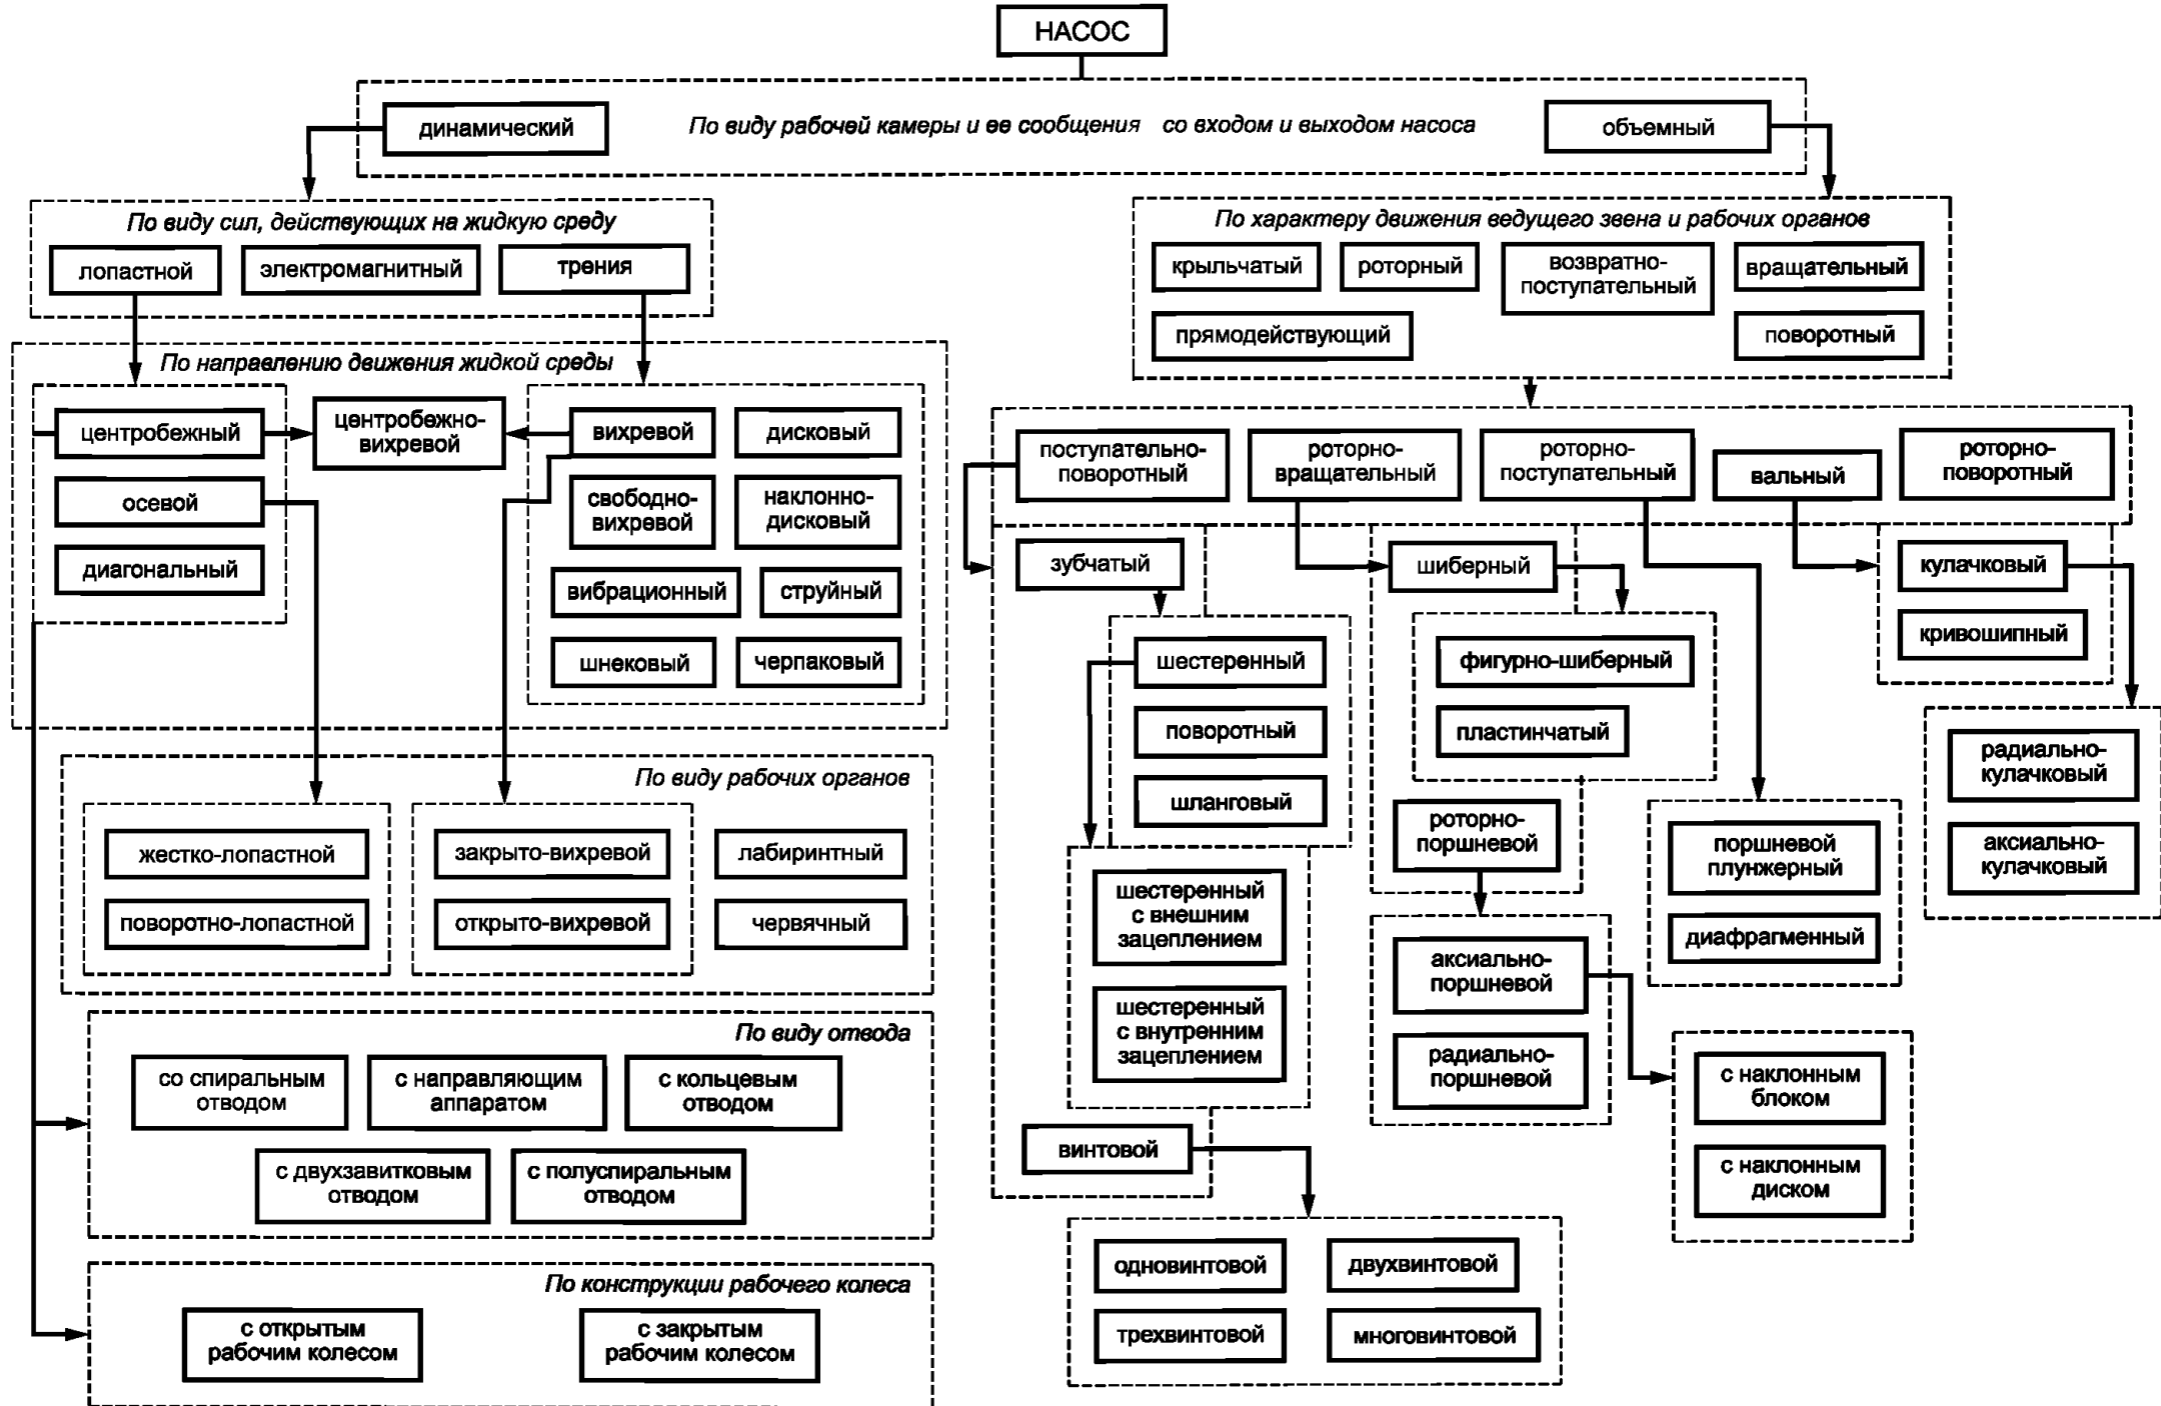 НАСОС
динамический
По виду рабочей камеры и ее сообщения со входом и выходом насоса
объемный
По виду сил, действующих на жидкую среду
лопастной
электромагнитный
трения
По характеру движения ведущего звена и рабочих органов
крыльчатый
роторный
возвратно-
поступательный
вращательный
прямодействующий
поворотный
По направлению движения жидкой среды
центробежный
центробежно-
вихревой
вихревой
дисковый
осевой
свободно-
вихревой
наклонно-
дисковый
диагональный
вибрационный
струйный
шнековый
черпаковый
По виду рабочих органов
жестко-лопастной
закрыто-вихревой
лабиринтный
поворотно-лопастной
открыто-вихревой
червячный
По виду отвода
со спиральным
отводом
с направляющим
аппаратом
с кольцевым
отводом
с двухзавитковым
отводом
с полуспиральным
отводом
По конструкции рабочего колеса
с открытым
рабочим колесом
с закрытым
рабочим колесом
поступательно-
поворотный
роторно-
вращательный
роторно-
поступательный
вальный
роторно-
поворотный
зубчатый
шиберный
кулачковый
кривошипный
шестеренный
поворотный
шланговый
фигурно-шиберный
пластинчатый
радиально-
кулачковый
аксиально-
кулачковый
роторно-
поршневой
поршневой
плунжерный
диафрагменный
шестеренный
с внешним
зацеплением
шестеренный
с внутренним
зацеплением
аксиально-
поршневой
радиально-
поршневой
с наклонным
блоком
с наклонным
диском
винтовой
одновинтовой
двухвинтовой
трехвинтовой
многовинтовой